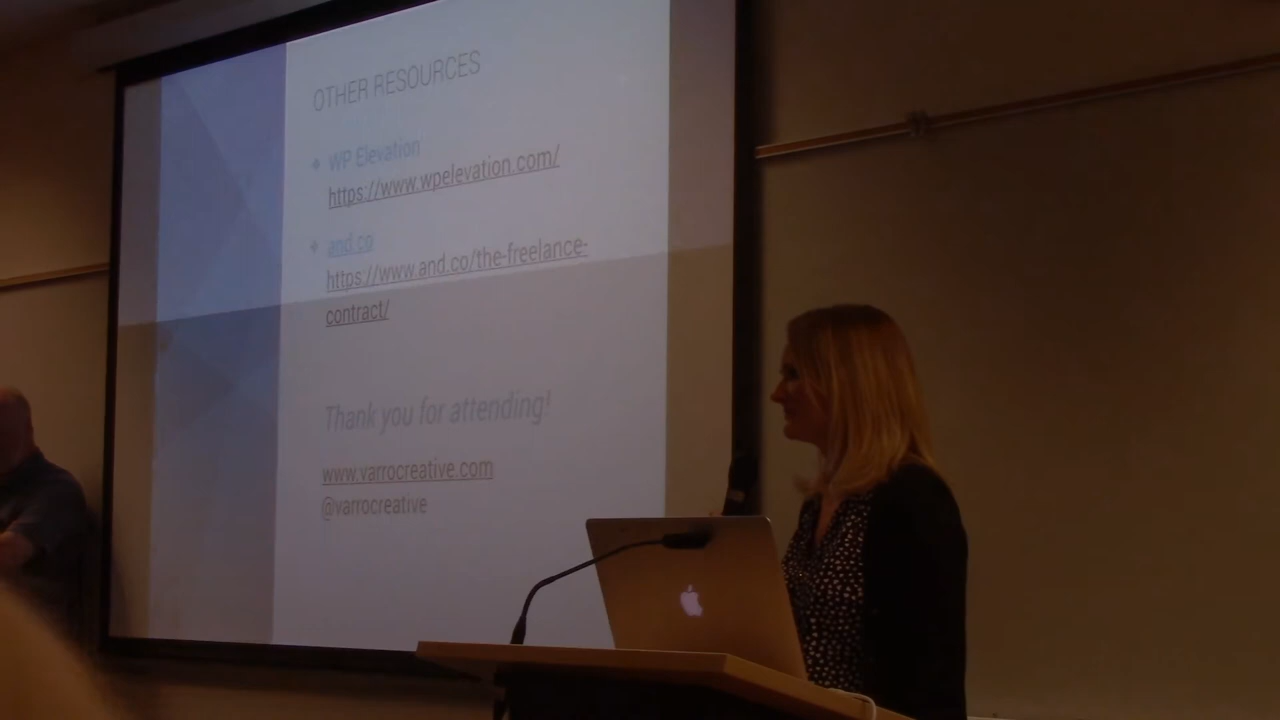 OTHER RESOURCES
WP Elevation
https://www.wpelevation.com/
and co
https://www.and.co/the-freelance-
contract/
Thank you for attending!
www.varrocreative.com
@varrocreative